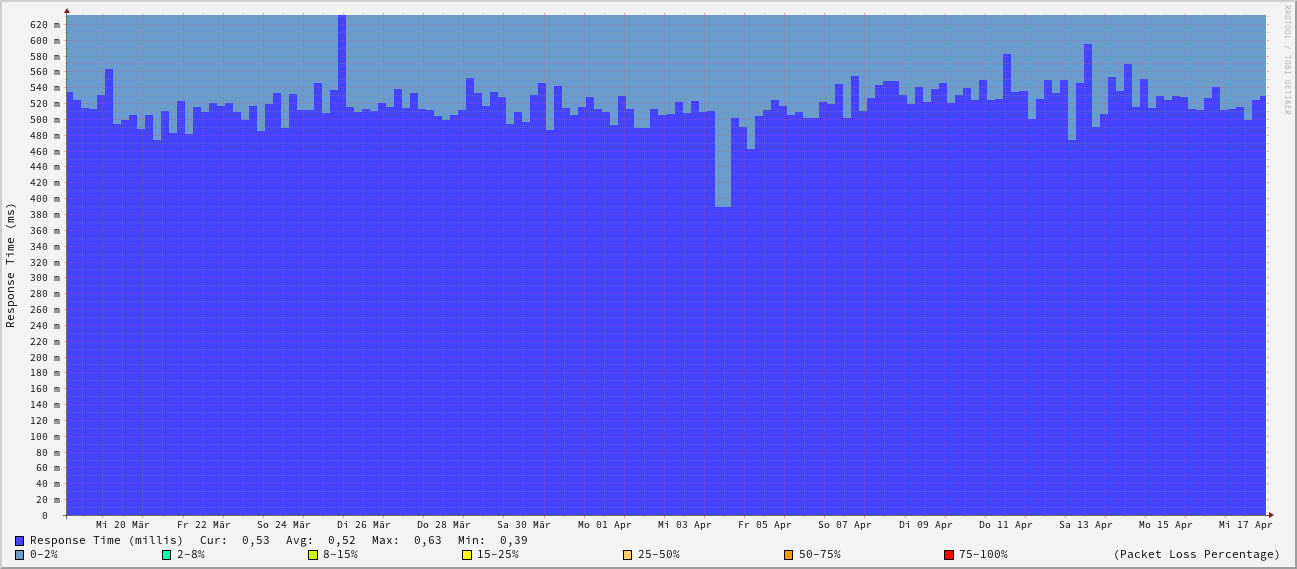 RRDTOOL / TOBI OETIKER
Response Time (ms)
620 m
600 m
580 m
560 m
540 m
520 m
500 m
480 m
460 m
440 m
420 m
400 m
380 m
360 m
340 m
320 m
300 m
280 m
260 m
240 m
220 m
200 m
180 m
160 m
140 m
120 m
100 m
80 m
60 m
40 m
20 m
0
Mi 20 Mär Fr 22 Mär So 24 Mär Di 26 Mär Do 28 Mär Sa 30 Mär Mo 01 Apr Mi 03 Apr Fr 05 Apr So 07 Apr Di 09 Apr Do 11 Apr Sa 13 Apr Mo 15 Apr Mi 17 Apr
Response Time (millis) Cur: 0,53 Avg: 0,52 Max: 0,63 Min: 0,39
0-2% 2-8% 8-15% 15-25% 25-50% 50-75% 75-100% (Packet Loss Percentage)